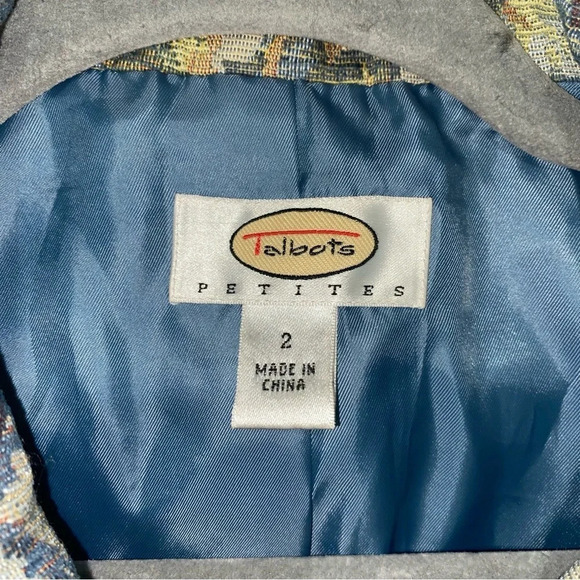 Talbots
PETITES
2
MADE IN
CHINA